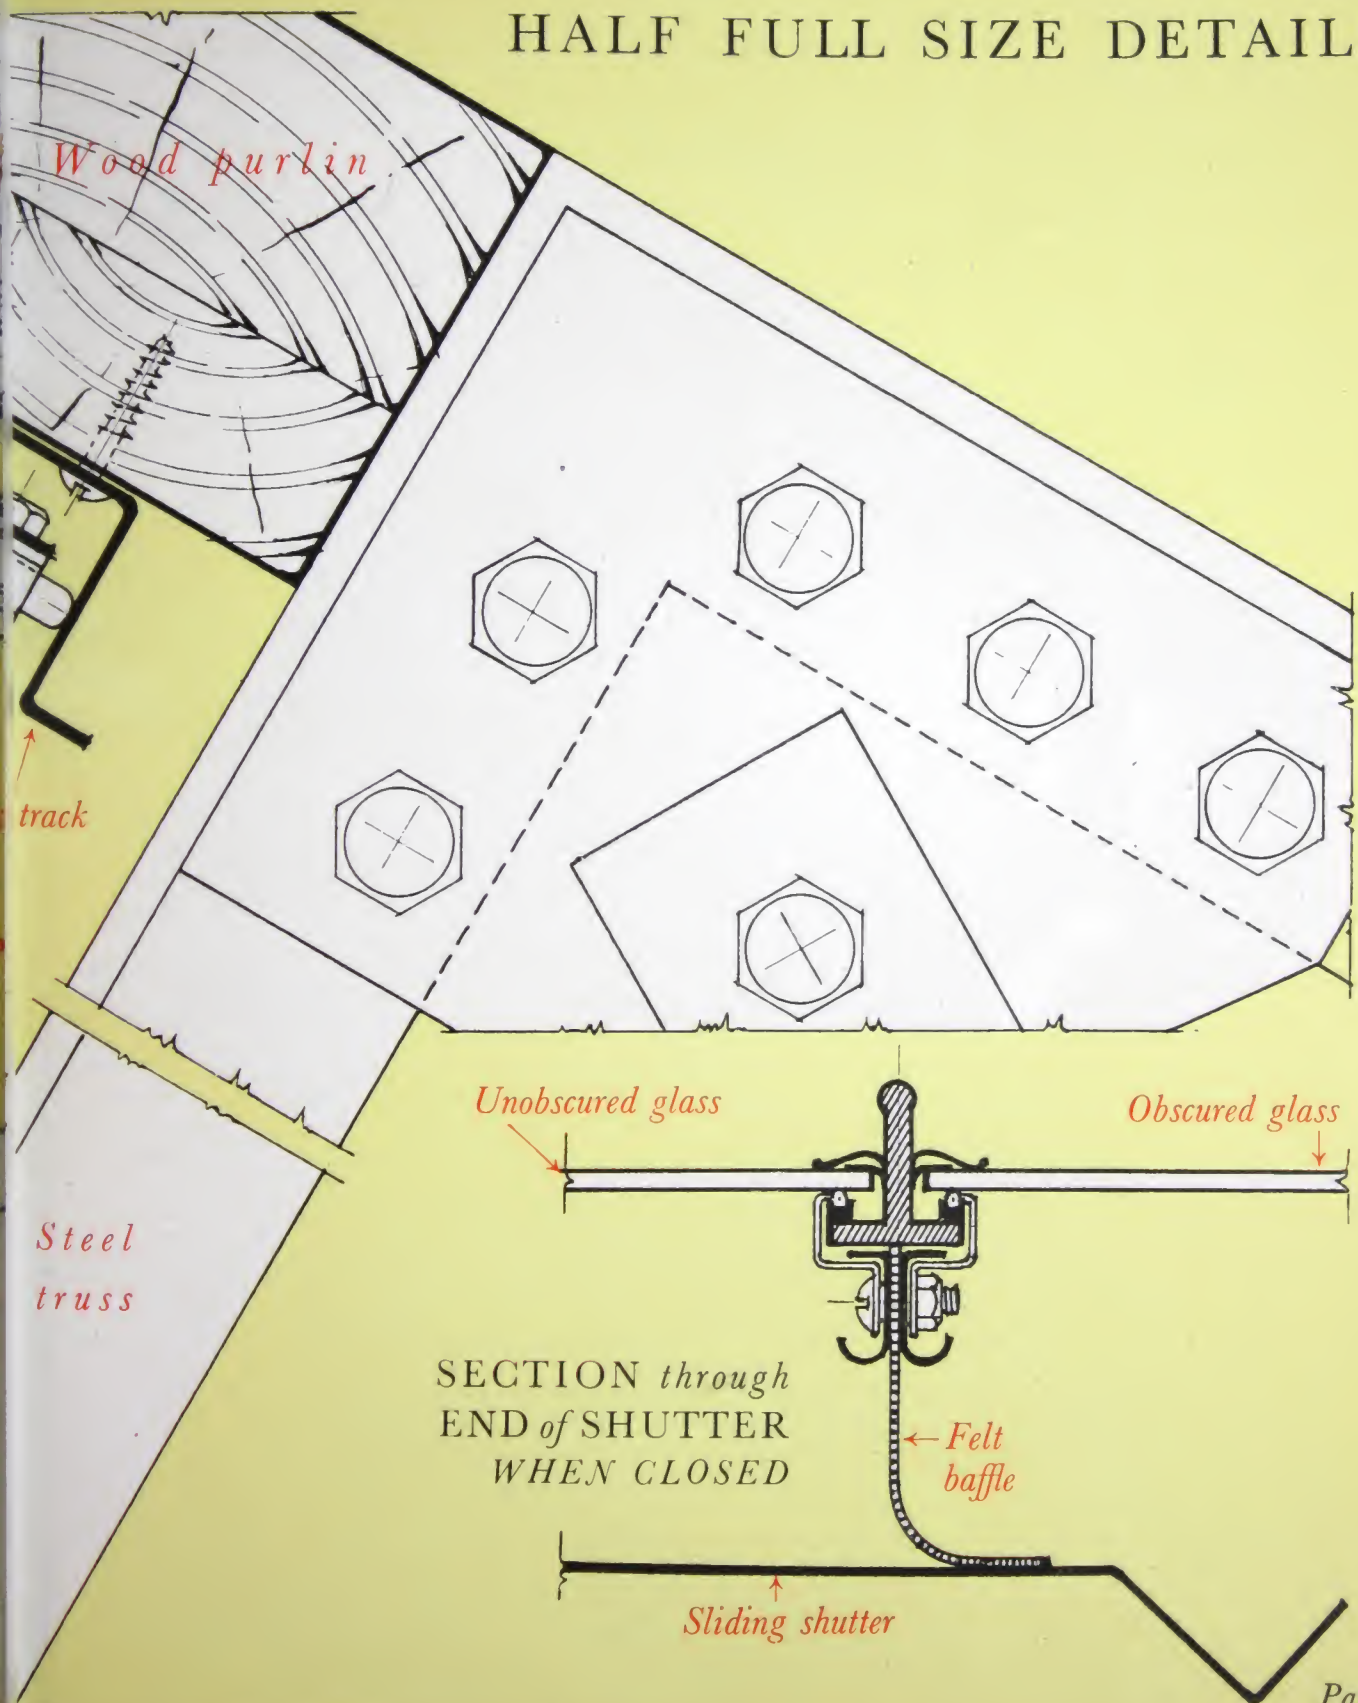 HALF FULL SIZE DETAIL
Wood purlin
track
Unobscured glass
Obscured glass
Steel
truss
SECTION through
END of SHUTTER
WHEN CLOSED
Felt
baffle
Sliding shutter